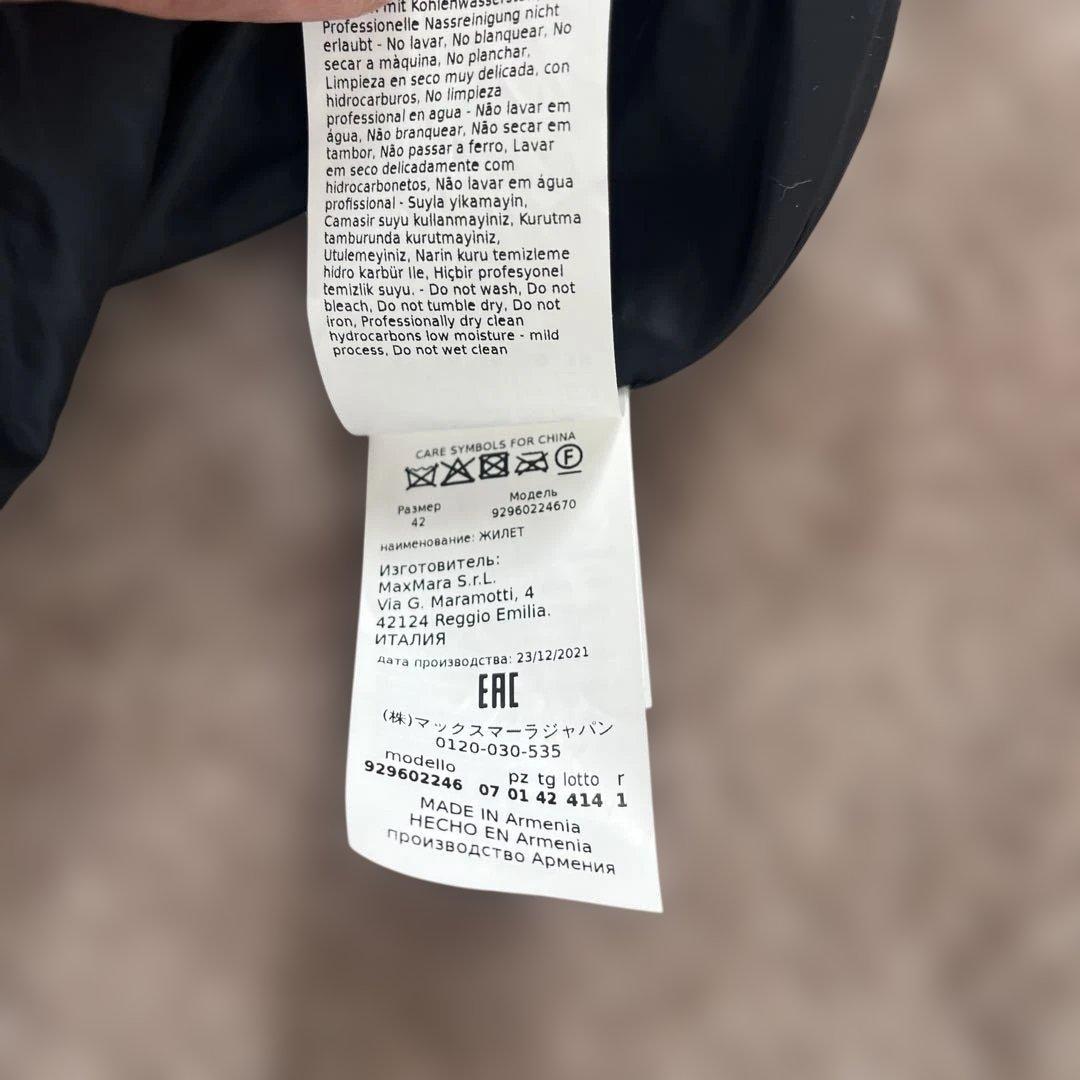 mit
Professionelle Nassreinigung nicht
erlaubt - No lavar, No blanquear, No
secar a màquina, No planchar,
Limpieza en seco muy delicada, con
hidrocarburos, No limpieza
professional en agua - Não lavar em
água, Não branquear, Não secar em
tambor, Não passar a ferro, Lavar
em seco delicadamente com
hidrocarbonetos, Não lavar em água
profissional - Suyla yikamayin,
Camasir suyu kullanmayiniz, Kurutma
tamburunda kurutmayiniz,
Utulemeyiniz, Narin kuru temizleme
hidro karbür Ile, Hiçbir profesyonel
temizlik suyu. - Do not wash, Do not
bleach, Do not tumble dry, Do not
iron, Professionally dry clean
hydrocarbons low moisture - mild
process, Do not wet clean
CARE SYMBOLS FOR CHINA
F
Размер Модель
42 92960224670
наименование: ЖИЛЕТ
Изготовитель:
MaxMara S.r.L.
Via G. Maramotti, 4
42124 Reggio Emilia.
ИТАЛИЯ
дата производства: 23/12/2021
EAC
(株)マックスマーラジャパン
0120-030-535
modello pz tg lotto r
929602246 07 01 42 414 1
MADE IN Armenia
HECHO EN Armenia
производство Армения